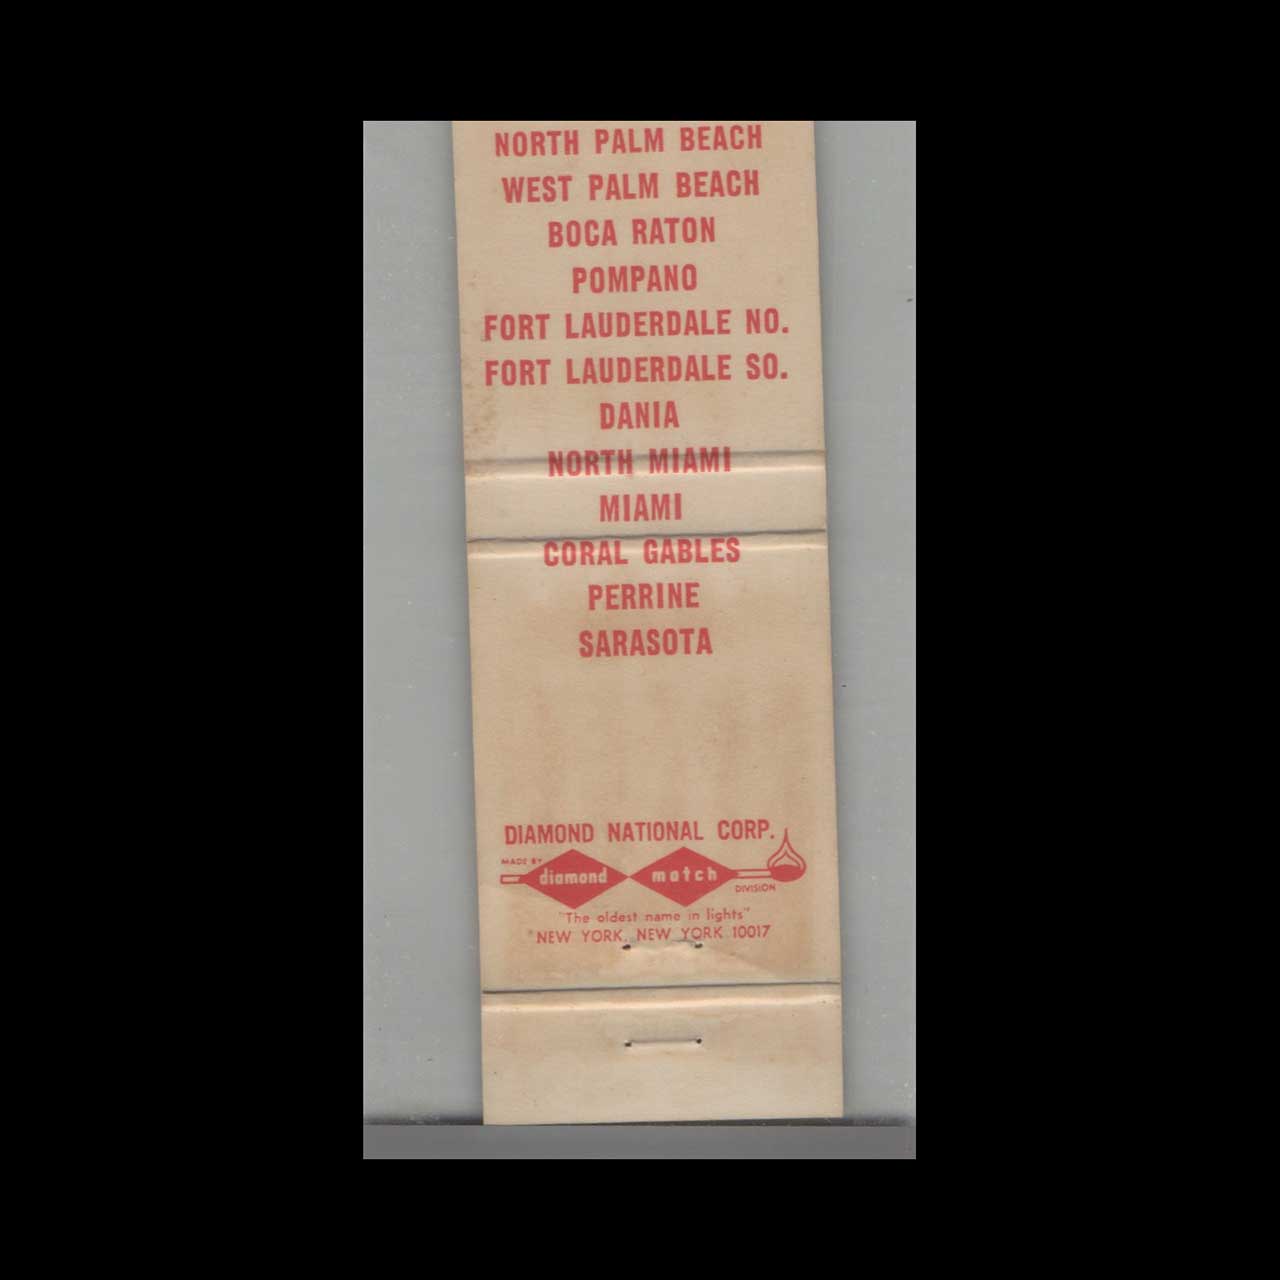 NORTH PALM BEACH
WEST PALM BEACH
BOCA RATON
POMPANO
FORT LAUDERDALE NO.
FORT LAUDERDALE SO.
DANIA
NORTH MIAMI
MIAMI
CORAL GABLES
PERRINE
SARASOTA
DIAMOND NATIONAL CORP.
MADE BY
diamond match
DIVISION
"The oldest name in lights"
NEW YORK, NEW YORK 10017